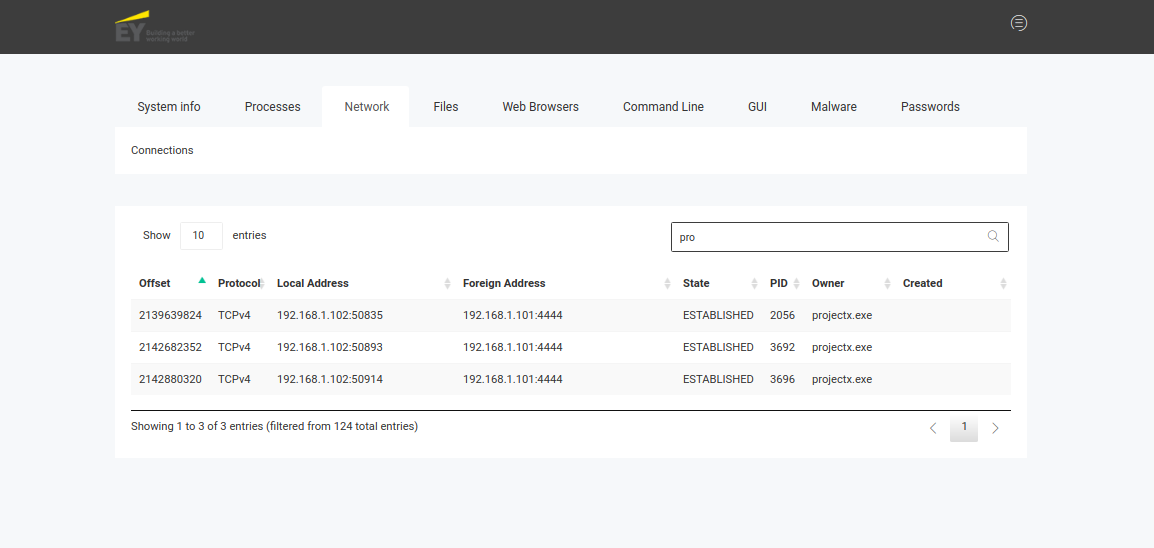 EY Building a better
working world
System info Processes Network Files Web Browsers Command Line GUI Malware Passwords
Connections
Show 10 entries pro
Offset Protocol Local Address Foreign Address State PID Owner Created
2139639824 TCPv4 192.168.1.102:50835 192.168.1.101:4444 ESTABLISHED 2056 projectx.exe
2142682352 TCPv4 192.168.1.102:50893 192.168.1.101:4444 ESTABLISHED 3692 projectx.exe
2142880320 TCPv4 192.168.1.102:50914 192.168.1.101:4444 ESTABLISHED 3696 projectx.exe
Showing 1 to 3 of 3 entries (filtered from 124 total entries) 1